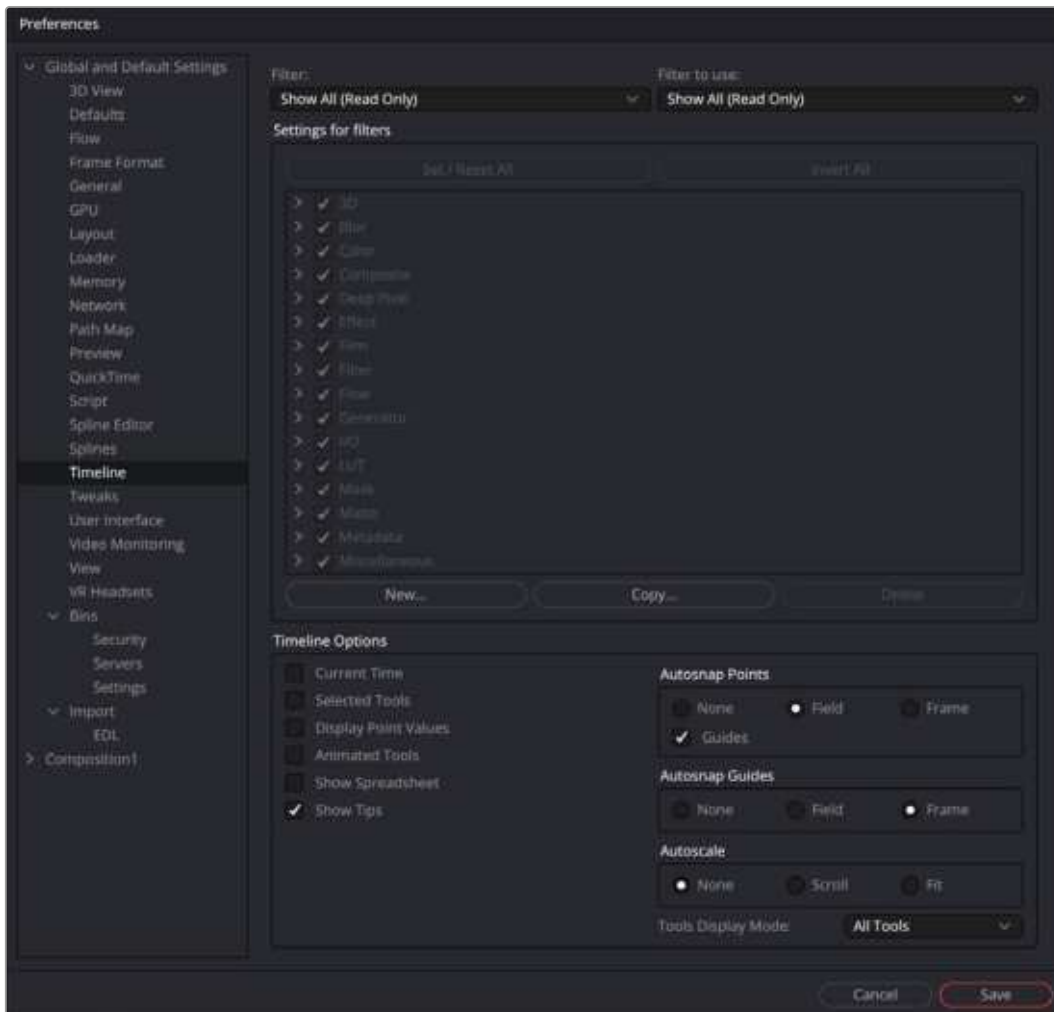 Preferences
Global and Default Settings
3D View
Defaults
Flow
Frame Format
General
GPU
Layout
Loader
Memory
Network
Path Map
Preview
QuickTime
Script
Spline Editor
Splines
Timeline
Tweaks
User Interface
Video Monitoring
View
VR Headsets
Bins
Security
Servers
Settings
Import
EDL
Composition1
Filter:
Show All (Read Only)
Filter to use:
Show All (Read Only)
Settings for filters
Set / Reset All
Invert All
3D
Blur
Color
Composite
Deep Pixel
Effect
Film
Filter
Flow
Generator
I/O
LUT
Mask
Matte
Metadata
Miscellaneous
New...
Copy...
Delete
Timeline Options
Current Time
Selected Tools
Display Point Values
Animated Tools
Show Spreadsheet
Show Tips
Autosnap Points
None
Field
Frame
Guides
Autosnap Guides
None
Field
Frame
Autoscale
None
Scroll
Fit
Tools Display Mode:
All Tools
Cancel
Save